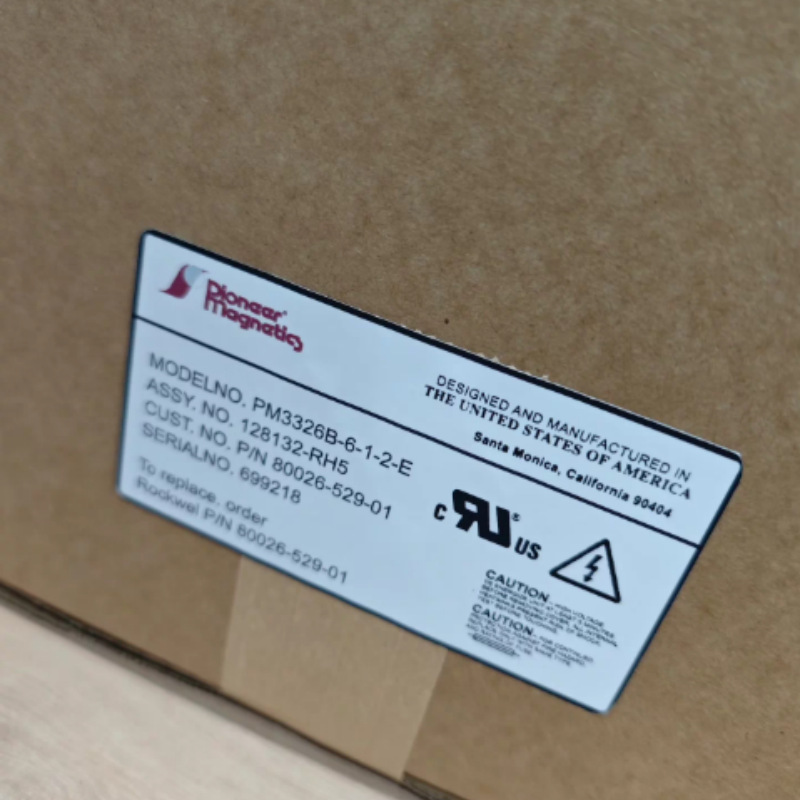 pioneer®
magnetics
DESIGNED AND MANUFACTURED IN
THE UNITED STATES OF AMERICA
Santa Monica, California 90404
MODELNO. PM3326B-6-1-2-E
ASSY. NO. 128132-RH5
CUST. NO. P/N 80026-529-01
SERIALNO. 699218
To replace, order
Rockwel P/N 80026-529-01
c RU® US
CAUTION
CAUTION